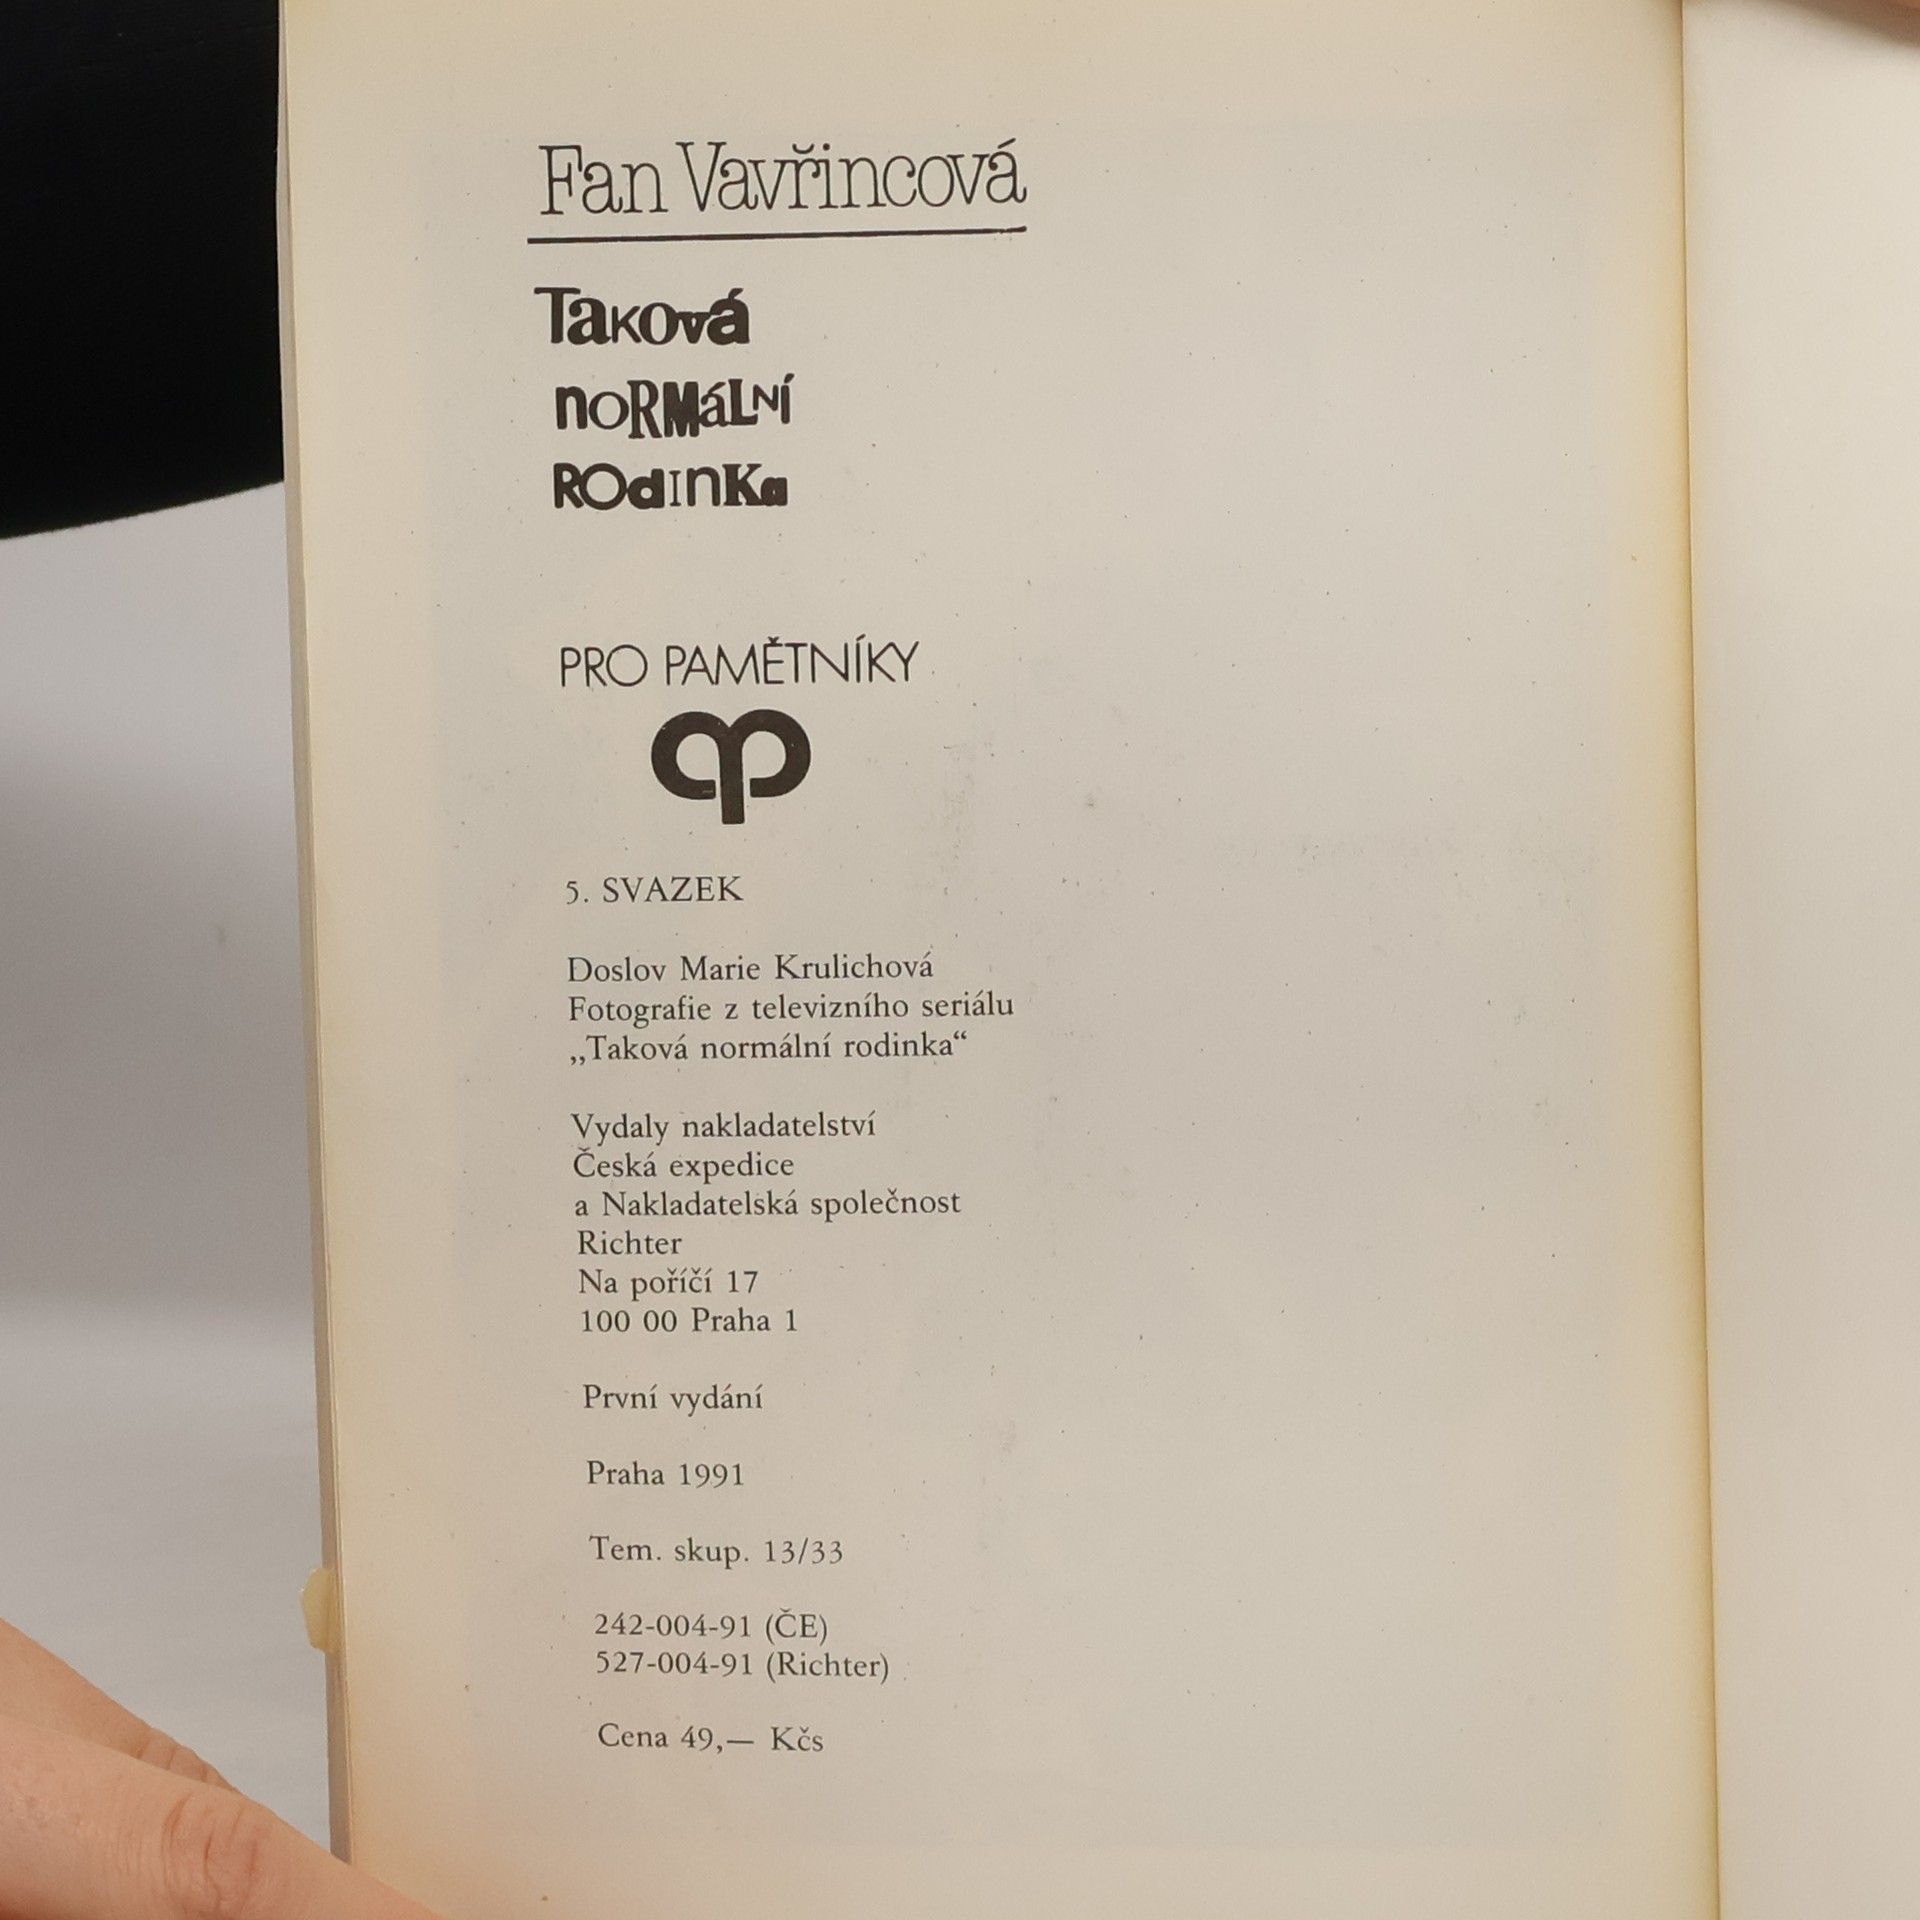 Fan Vavřincová
Taková
noRMáLNí
ROdINKa
PRO PAMĚTNÍKY
5. SVAZEK
Doslov Marie Krulichová
Fotografie z televizního seriálu
„Taková normální rodinka“
Vydaly nakladatelství
Česká expedice
a Nakladatelská společnost
Richter
Na poříčí 17
100 00 Praha 1
První vydání
Praha 1991
Tem. skup. 13/33
242-004-91 (ČE)
527-004-91 (Richter)
Cena 49,— Kčs